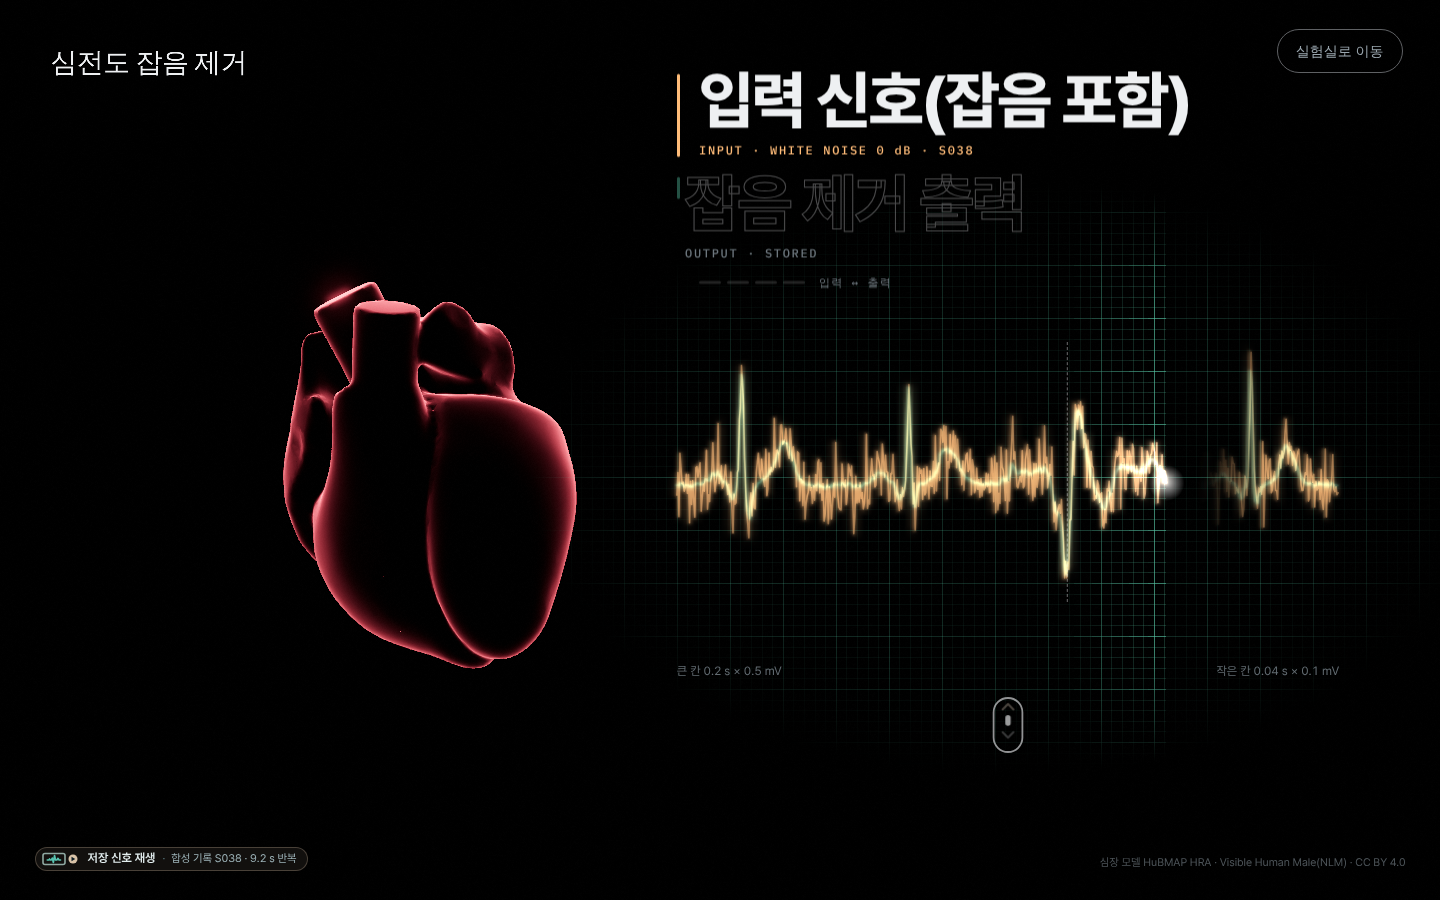 심전도 잡음 제거
실험실로 이동
입력 신호(잡음 포함)
INPUT · WHITE NOISE 0 dB · S038
잡음 제거 출력
OUTPUT · STORED
입력 ↔ 출력
큰 칸 0.2 s × 0.5 mV
작은 칸 0.04 s × 0.1 mV
저장 신호 재생 · 합성 기록 S038 · 9.2 s 반복
심장 모델 HuBMAP HRA · Visible Human Male(NLM) · CC BY 4.0